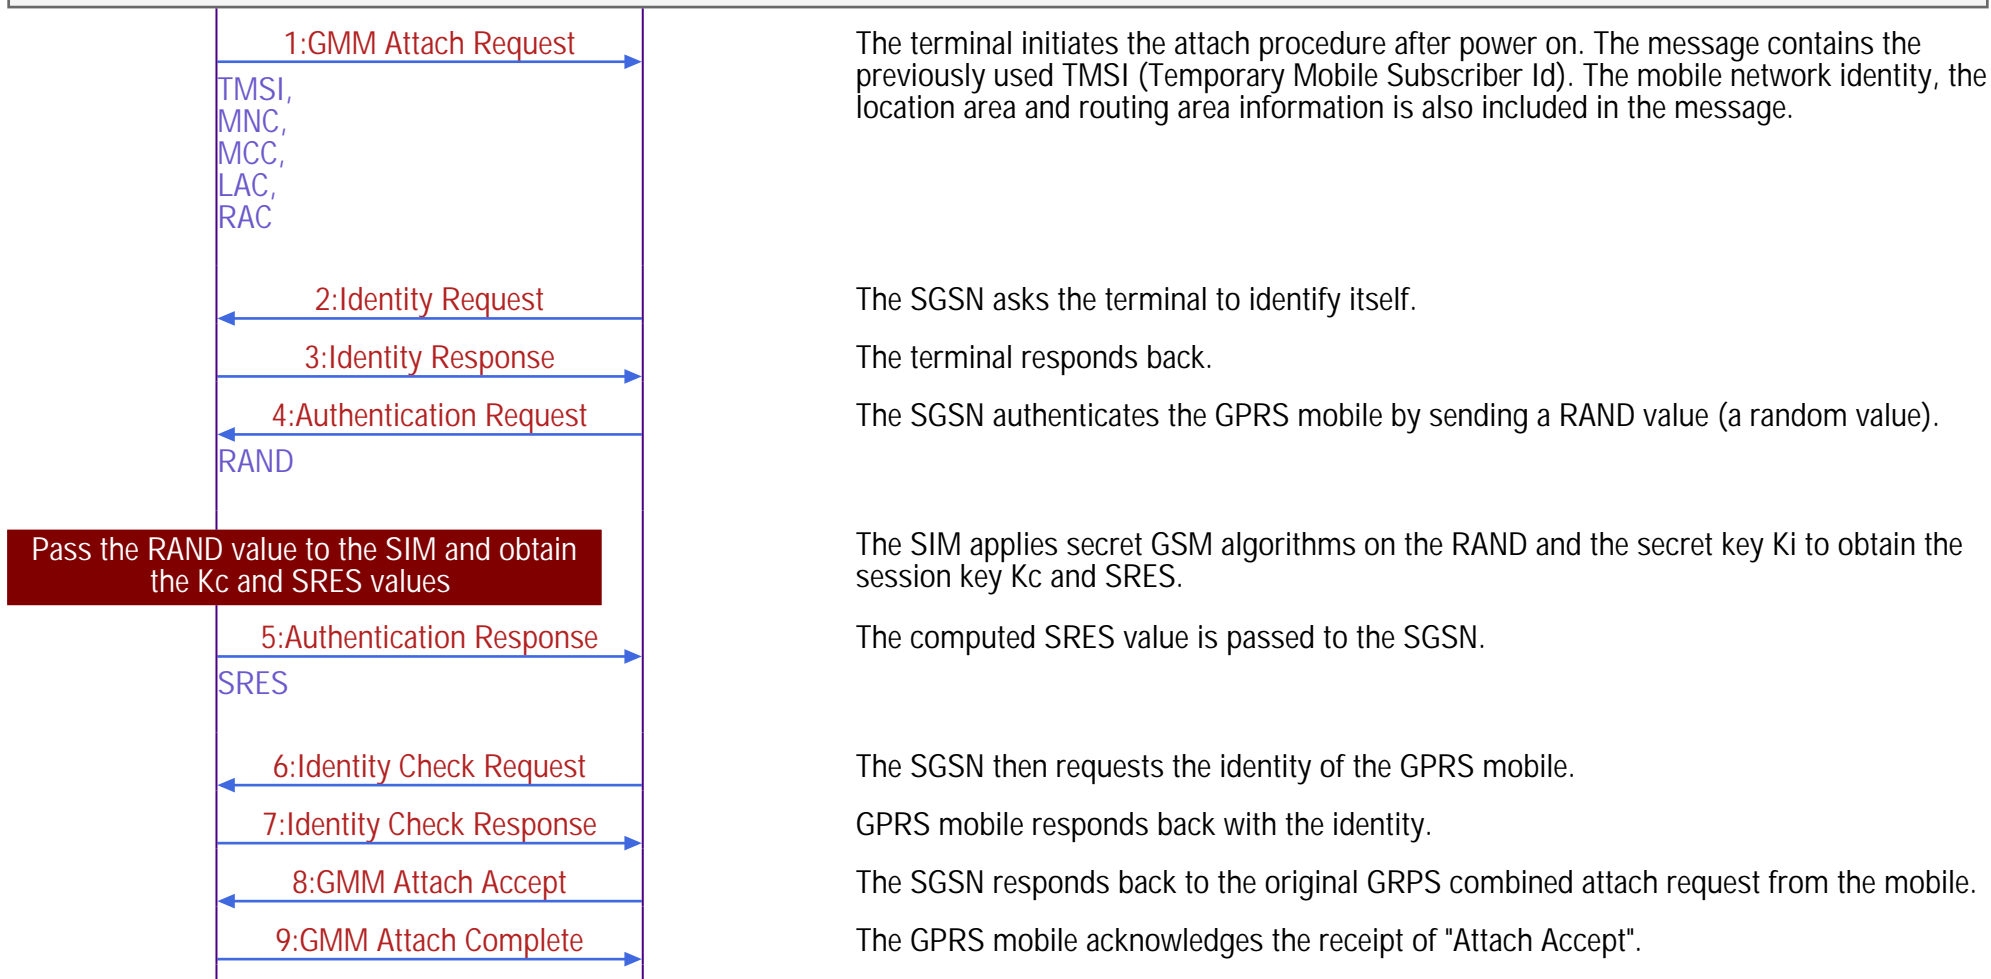 1:GMM Attach Request
The terminal initiates the attach procedure after power on. The message contains the
previously used TMSI (Temporary Mobile Subscriber Id). The mobile network identity, the
location area and routing area information is also included in the message.
TMSI,
MNC,
MCC,
LAC,
RAC
2:Identity Request
The SGSN asks the terminal to identify itself.
3:Identity Response
The terminal responds back.
4:Authentication Request
The SGSN authenticates the GPRS mobile by sending a RAND value (a random value).
RAND
Pass the RAND value to the SIM and obtain
the Kc and SRES values
The SIM applies secret GSM algorithms on the RAND and the secret key Ki to obtain the
session key Kc and SRES.
5:Authentication Response
The computed SRES value is passed to the SGSN.
SRES
6:Identity Check Request
The SGSN then requests the identity of the GPRS mobile.
7:Identity Check Response
GPRS mobile responds back with the identity.
8:GMM Attach Accept
The SGSN responds back to the original GRPS combined attach request from the mobile.
9:GMM Attach Complete
The GPRS mobile acknowledges the receipt of "Attach Accept".